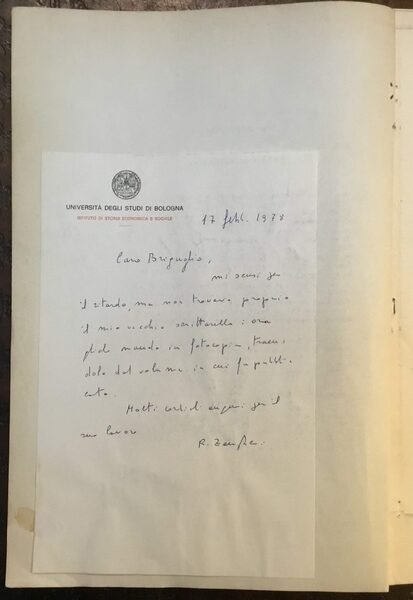 UNIVERSITÀ DEGLI STUDI DI BOLOGNA
ISTITUTO DI STORIA ECONOMICA E SOCIALE
17 febb. 1978
Caro Briguglio,
mi scusi per
il ritardo, ma non trovavo proprio
il mio vecchio scritterello: ora
glielo mando in fotocopia, traen
dolo dal volume in cui fu pubbli
cato.
Molti cordiali auguri per il
suo lavoro
R. Zangheri